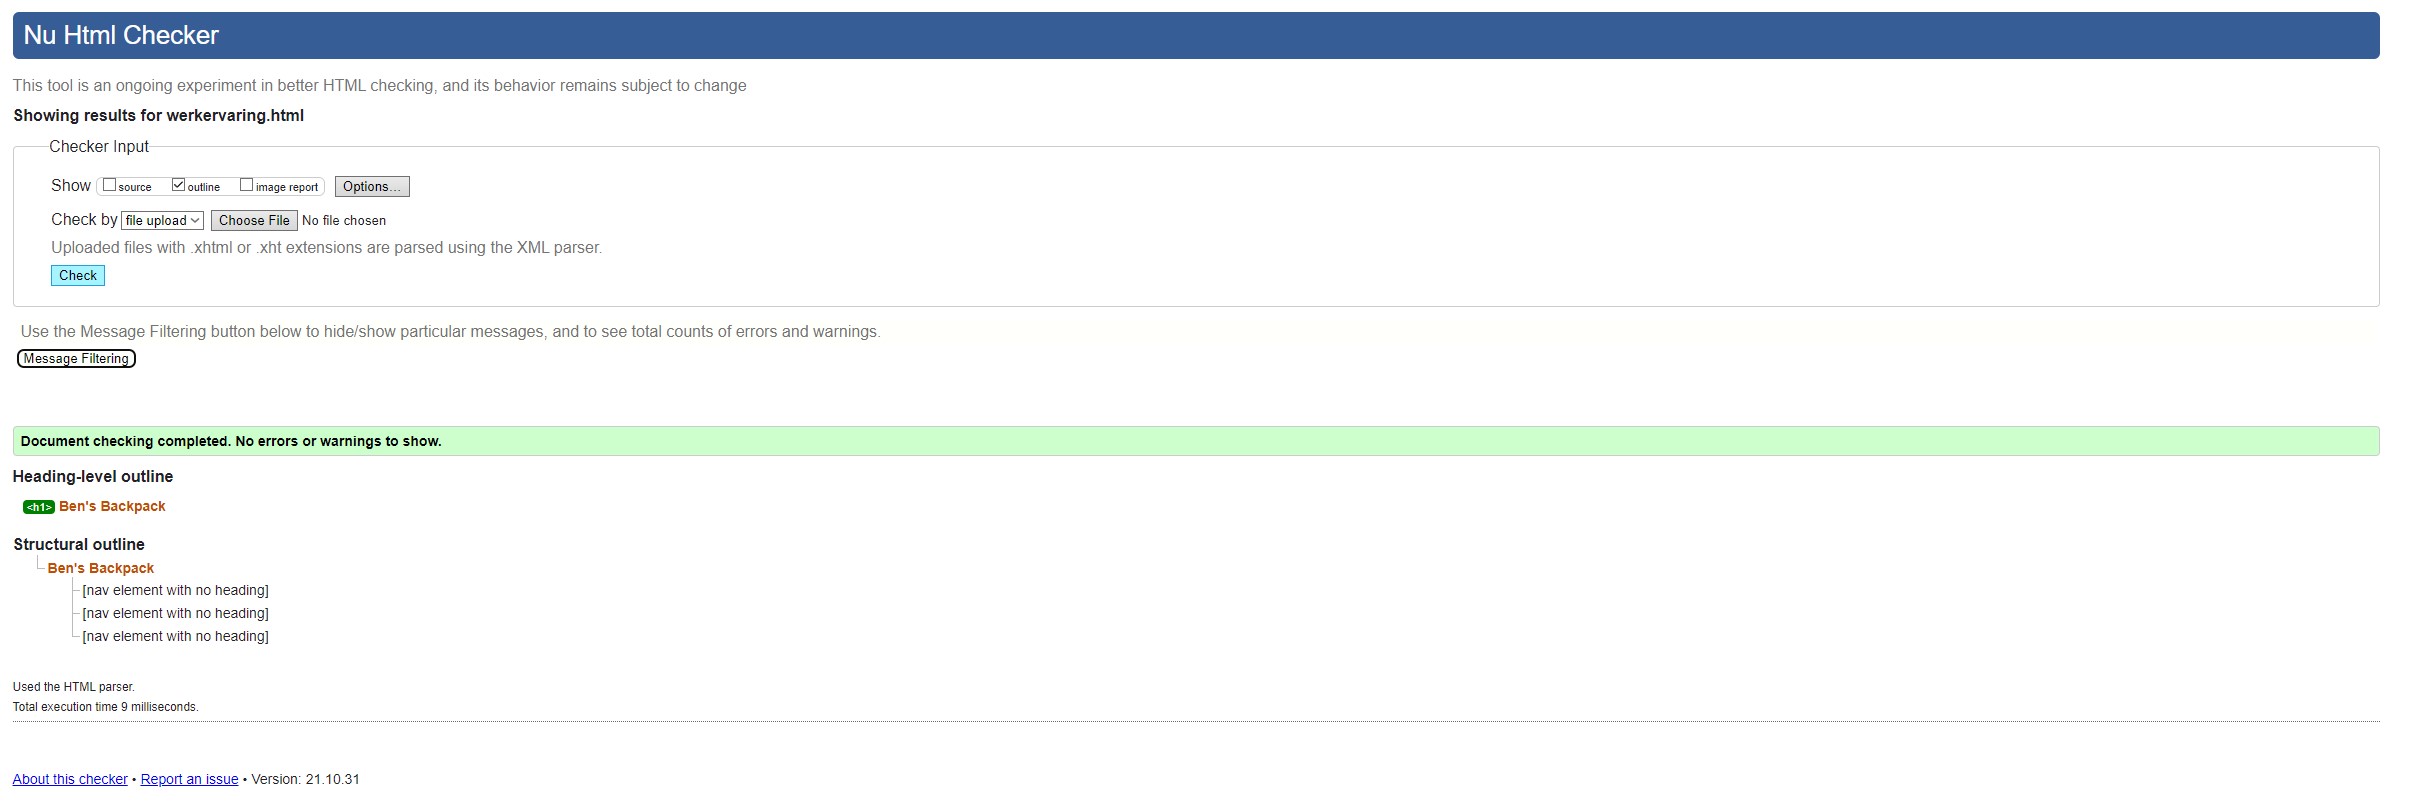 Nu Html Checker
This tool is an ongoing experiment in better HTML checking, and its behavior remains subject to change
Showing results for werkervaring.html
Checker Input
Show source outline image report Options...
Check by file upload Choose File No file chosen
Uploaded files with .xhtml or .xht extensions are parsed using the XML parser.
Check
Use the Message Filtering button below to hide/show particular messages, and to see total counts of errors and warnings.
Message Filtering
Document checking completed. No errors or warnings to show.
Heading-level outline
<h1> Ben's Backpack
Structural outline
Ben's Backpack
[nav element with no heading]
[nav element with no heading]
[nav element with no heading]
Used the HTML parser.
Total execution time 9 milliseconds.
About this checker • Report an issue • Version: 21.10.31